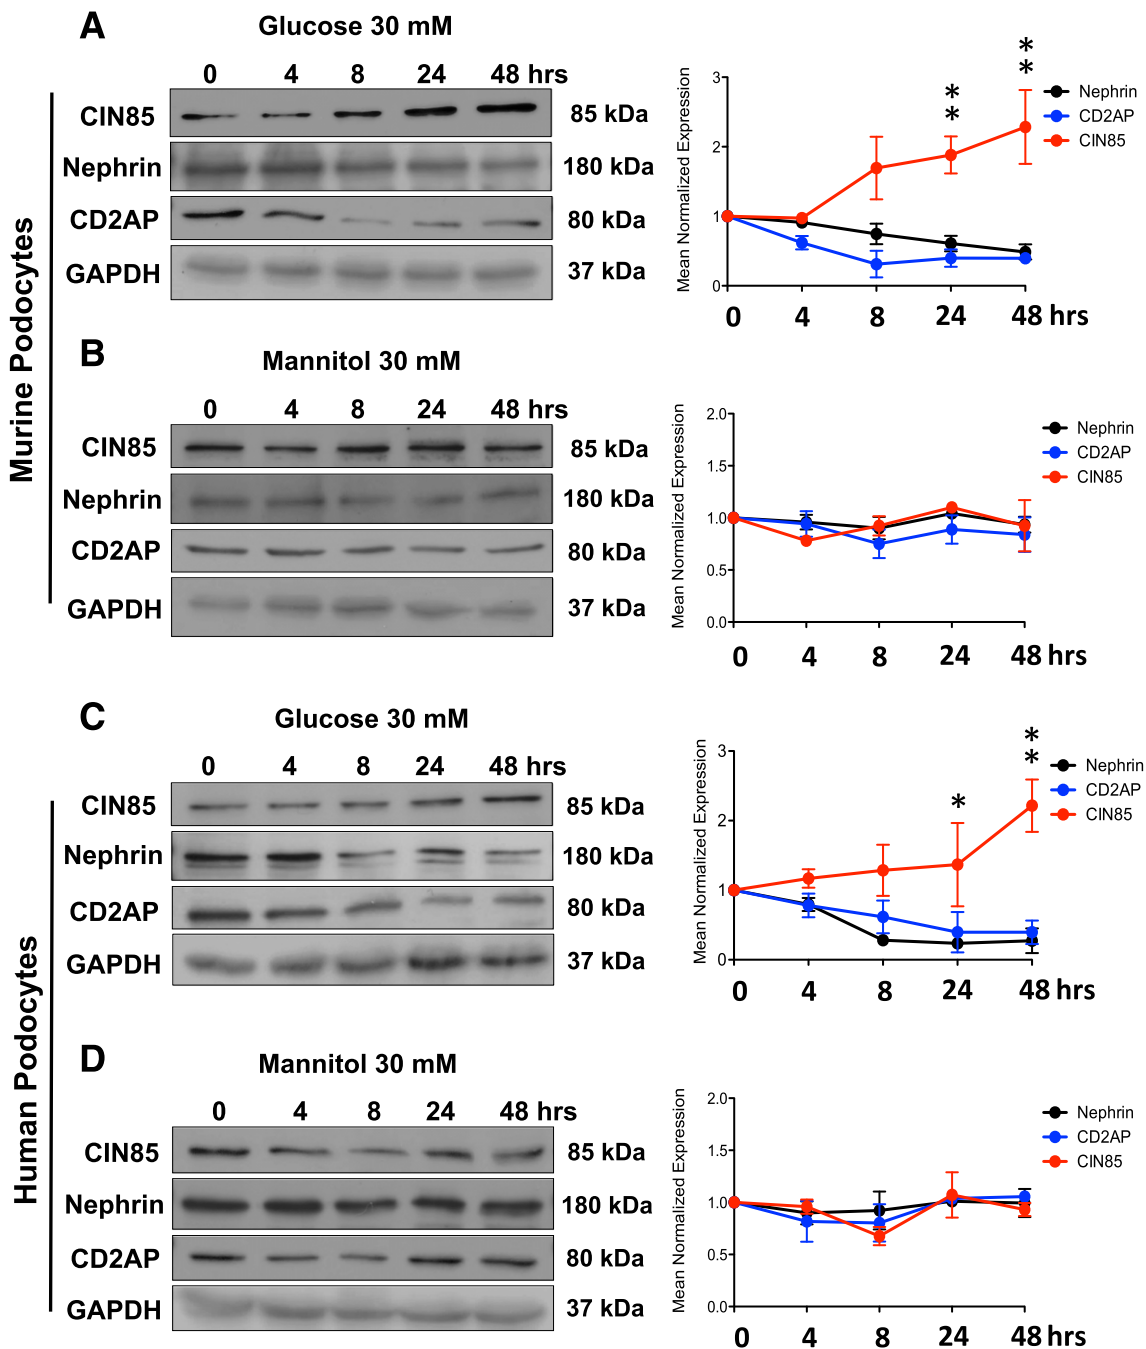 A
Glucose 30 mM
0 4 8 24 48 hrs
CIN85 85 kDa
Nephrin 180 kDa
CD2AP 80 kDa
GAPDH 37 kDa
Mean Normalized Expression
3
2
1
0
0 4 8 24 48 hrs
* *
* *
Nephrin
CD2AP
CIN85
Murine Podocytes
B
Mannitol 30 mM
0 4 8 24 48 hrs
CIN85 85 kDa
Nephrin 180 kDa
CD2AP 80 kDa
GAPDH 37 kDa
Mean Normalized Expression
2.0
1.5
1.0
0.5
0.0
0 4 8 24 48 hrs
Nephrin
CD2AP
CIN85
C
Glucose 30 mM
0 4 8 24 48 hrs
CIN85 85 kDa
Nephrin 180 kDa
CD2AP 80 kDa
GAPDH 37 kDa
Mean Normalized Expression
3
2
1
0
0 4 8 24 48 hrs
*
* *
Nephrin
CD2AP
CIN85
Human Podocytes
D
Mannitol 30 mM
0 4 8 24 48 hrs
CIN85 85 kDa
Nephrin 180 kDa
CD2AP 80 kDa
GAPDH 37 kDa
Mean Normalized Expression
2.0
1.5
1.0
0.5
0.0
0 4 8 24 48 hrs
Nephrin
CD2AP
CIN85